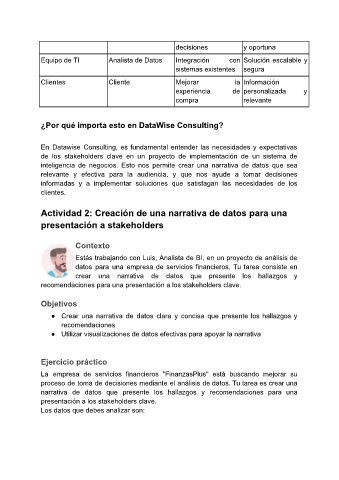 decisiones y oportuna
Equipo de TI Analista de Datos Integración con Solución escalable y
sistemas existentes segura
Clientes Cliente Mejorar la Información
experiencia de personalizada y
compra relevante
¿Por qué importa esto en DataWise Consulting?
En Datawise Consulting, es fundamental entender las necesidades y expectativas
de los stakeholders clave en un proyecto de implementación de un sistema de
inteligencia de negocios. Esto nos permite crear una narrativa de datos que sea
relevante y efectiva para la audiencia, y que nos ayude a tomar decisiones
informadas y a implementar soluciones que satisfagan las necesidades de los
clientes.
Actividad 2: Creación de una narrativa de datos para una
presentación a stakeholders
Contexto
Estás trabajando con Luis, Analista de BI, en un proyecto de análisis de
datos para una empresa de servicios financieros. Tu tarea consiste en
crear una narrativa de datos que presente los hallazgos y
recomendaciones para una presentación a los stakeholders clave.
Objetivos
● Crear una narrativa de datos clara y concisa que presente los hallazgos y
recomendaciones
● Utilizar visualizaciones de datos efectivas para apoyar la narrativa
Ejercicio práctico
La empresa de servicios financieros "FinanzasPlus" está buscando mejorar su
proceso de toma de decisiones mediante el análisis de datos. Tu tarea es crear una
narrativa de datos que presente los hallazgos y recomendaciones para una
presentación a los stakeholders clave.
Los datos que debes analizar son: